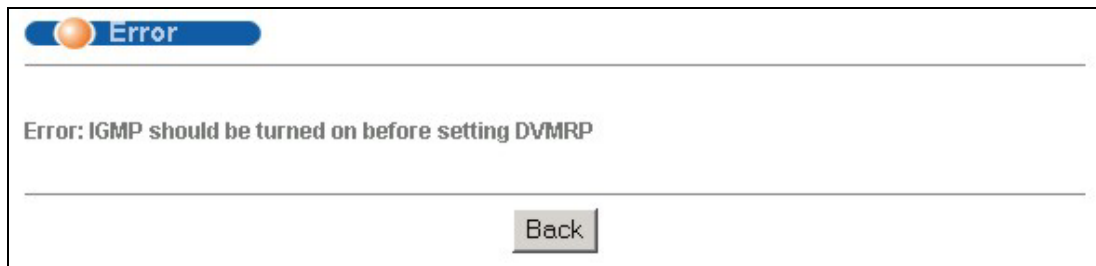 Error
Error: IGMP should be turned on before setting DVMRP
Back